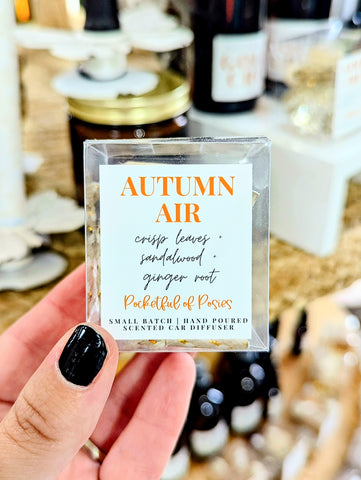 AUTUMN
AIR
crisp leaves •
sandalwood •
ginger root
Pocketful of Posies
SMALL BATCH | HAND POURED
SCENTED CAR DIFFUSER